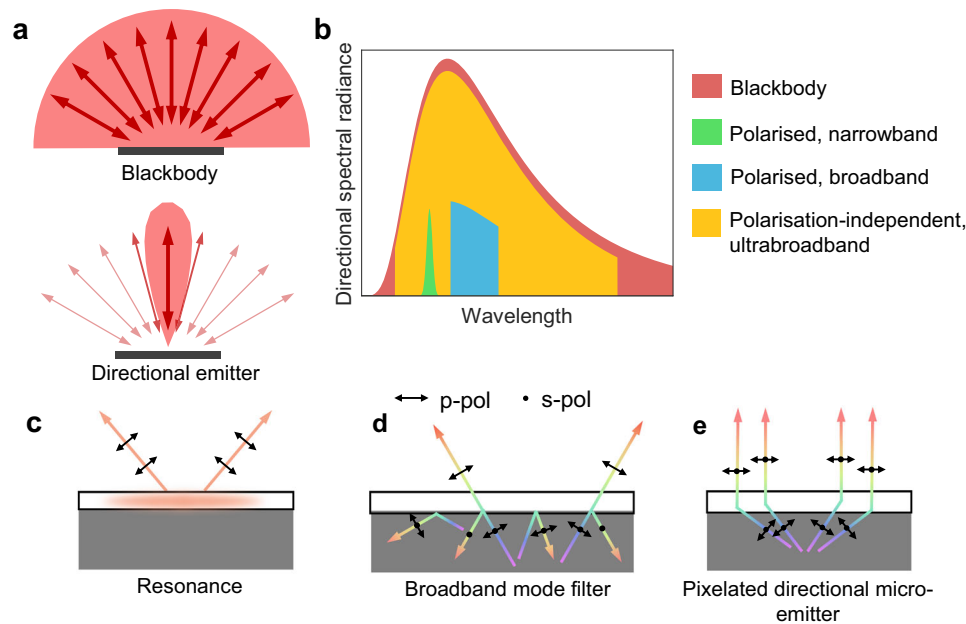 a
Blackbody
Directional emitter
b
Directional spectral radiance
Wavelength
Blackbody
Polarised, narrowband
Polarised, broadband
Polarisation-independent,
ultrabroadband
p-pol
s-pol
c
Resonance
d
Broadband mode filter
e
Pixelated directional micro-
emitter